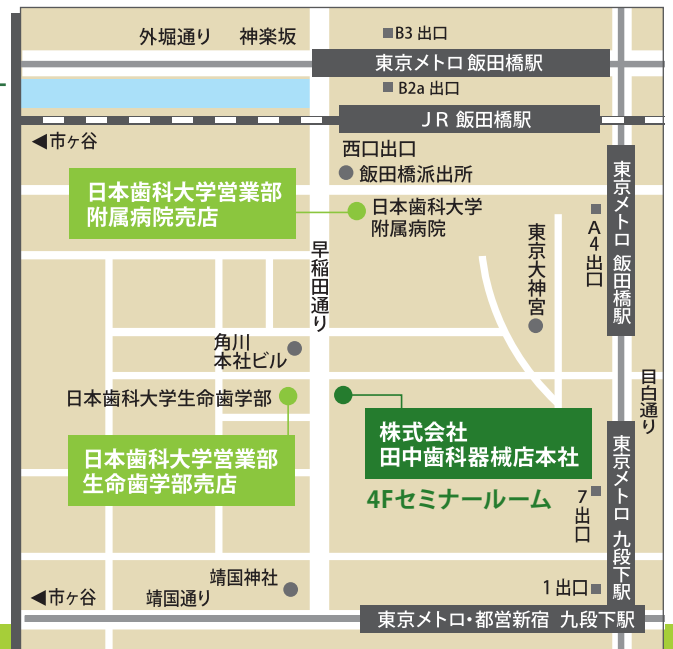 外堀通り 神楽坂
B3 出口
東京メトロ 飯田橋駅
B2a 出口
JR 飯田橋駅
◀市ヶ谷
西口出口
飯田橋派出所
日本歯科大学営業部
附属病院売店
日本歯科大学
附属病院
東京メトロ 飯田橋駅
A4出口
東京大神宮
早稲田通り
角川
本社ビル
目白通り
日本歯科大学生命歯学部
株式会社
田中歯科器械店本社
4Fセミナールーム
日本歯科大学営業部
生命歯学部売店
東京メトロ 九段下駅
7出口
靖国神社
1出口
◀市ヶ谷
靖国通り
東京メトロ・都営新宿 九段下駅